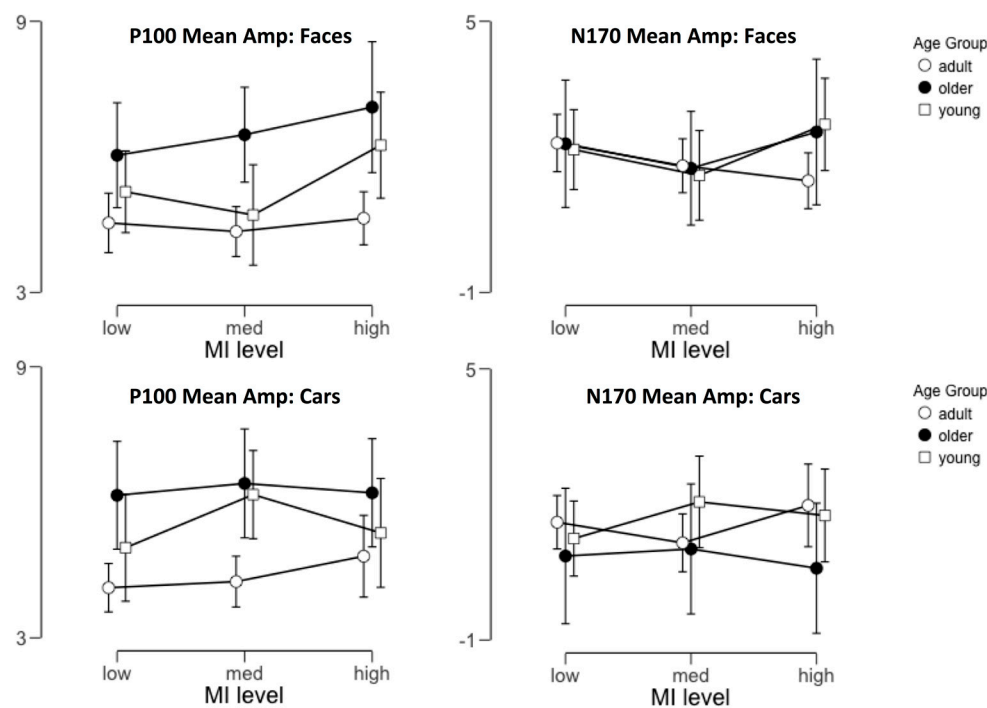 P100 Mean Amp: Faces
9
3
low med high
MI level
N170 Mean Amp: Faces
5
-1
low med high
MI level
Age Group
adult
older
young
P100 Mean Amp: Cars
9
3
low med high
MI level
N170 Mean Amp: Cars
5
-1
low med high
MI level
Age Group
adult
older
young